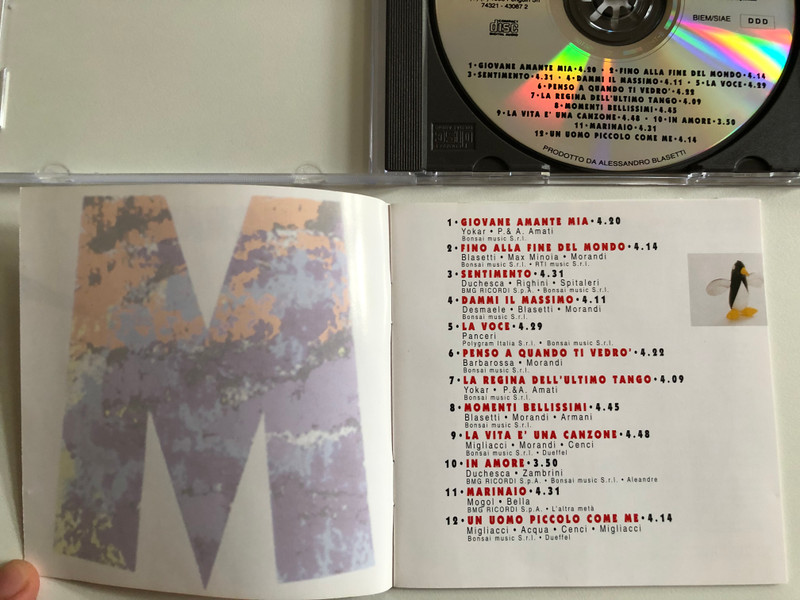 74321 - 43087 2
BIEM/SIAE DDD
COMPACT
disc
DIGITAL AUDIO
1•GIOVANE AMANTE MIA•4.20 • 2•FINO ALLA FINE DEL MONDO•4.14
3•SENTIMENTO•4.31 • 4•DAMMI IL MASSIMO•4.11 • 5•LA VOCE•4.29
6•PENSO A QUANDO TI VEDRO'•4.22
7•LA REGINA DELL'ULTIMO TANGO•4.09
8•MOMENTI BELLISSIMI•4.45
9•LA VITA E' UNA CANZONE•4.48 • 10•IN AMORE•3.50
11•MARINAIO•4.31
12•UN UOMO PICCOLO COME ME•4.14
PRODOTTO DA ALESSANDRO BLASETTI
M
1•GIOVANE AMANTE MIA•4.20
Yokar • P.& A. Amati
Bonsai music S.r.l.
2•FINO ALLA FINE DEL MONDO•4.14
Blasetti • Max Minoia • Morandi
Bonsai music S.r.l. • RTI music S.r.l.
3•SENTIMENTO•4.31
Duchesca • Righini • Spitaleri
BMG RICORDI S.p.A. • Bonsai music S.r.l.
4•DAMMI IL MASSIMO•4.11
Desmaele • Blasetti • Morandi
Bonsai music S.r.l.
5•LA VOCE•4.29
Panceri
Polygram Italia S.r.l. • Bonsai music S.r.l.
6•PENSO A QUANDO TI VEDRO'•4.22
Barbarossa • Morandi
Bonsai music S.r.l.
7•LA REGINA DELL'ULTIMO TANGO•4.09
Yokar • P.&A. Amati
Bonsai music S.r.l.
8•MOMENTI BELLISSIMI•4.45
Blasetti • Morandi • Armani
Bonsai music S.r.l.
9•LA VITA E' UNA CANZONE•4.48
Migliacci • Morandi • Cenci
Bonsai music S.r.l. • Dueffel
10•IN AMORE•3.50
Duchesca • Zambrini
BMG RICORDI S.p.A. • Bonsai music S.r.l. • Aleandre
11•MARINAIO•4.31
Mogol • Bella
BMG RICORDI S.p.A. • L'altra metà
12•UN UOMO PICCOLO COME ME•4.14
Migliacci • Acqua • Cenci • Migliacci
Bonsai music S.r.l. • Dueffel